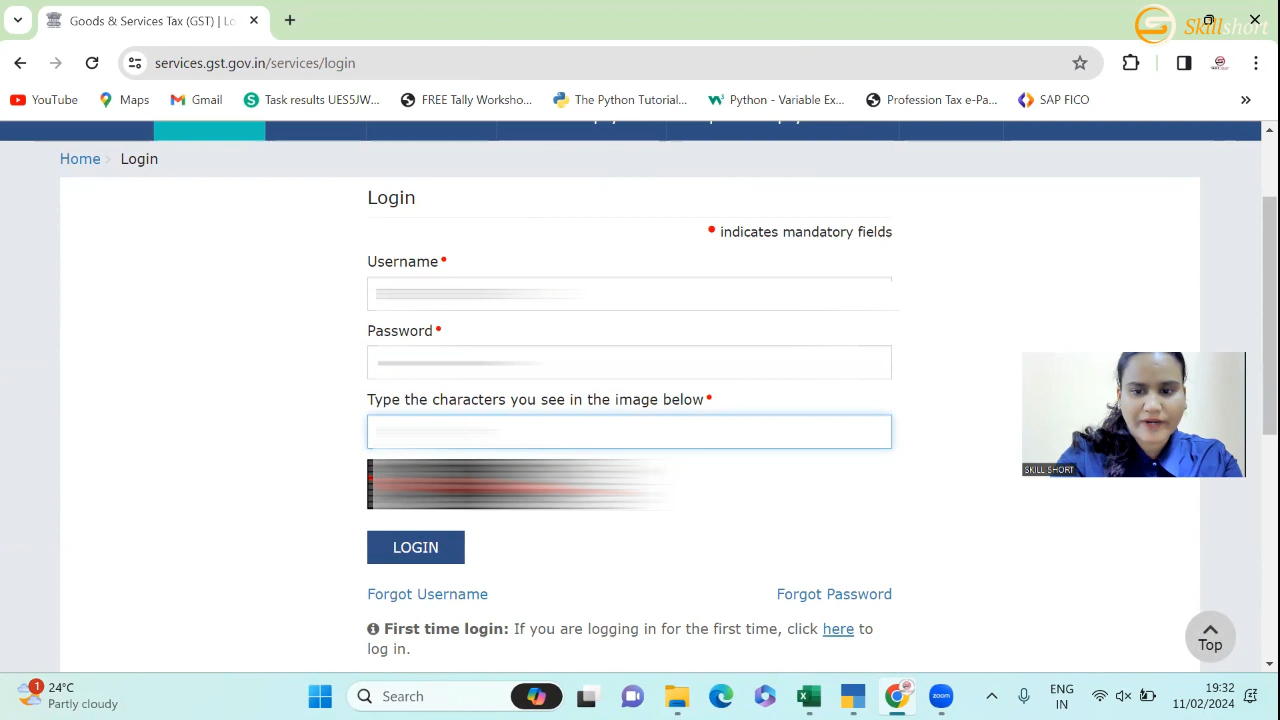 Goods & Services Tax (GST) | Lo
Skillshort
services.gst.gov.in/services/login
YouTube
Maps
Gmail
Task results UES5JW...
FREE Tally Worksho...
The Python Tutorial...
Python - Variable Ex...
Profession Tax e-Pa...
SAP FICO
Home
Login
Login
• indicates mandatory fields
Username•
Password•
Type the characters you see in the image below•
SKILL SHORT
LOGIN
Forgot Username
Forgot Password
First time login: If you are logging in for the first time, click here to
log in.
Top
1
24°C
Partly cloudy
Search
zoom
ENG
IN
19:32
11/02/2024